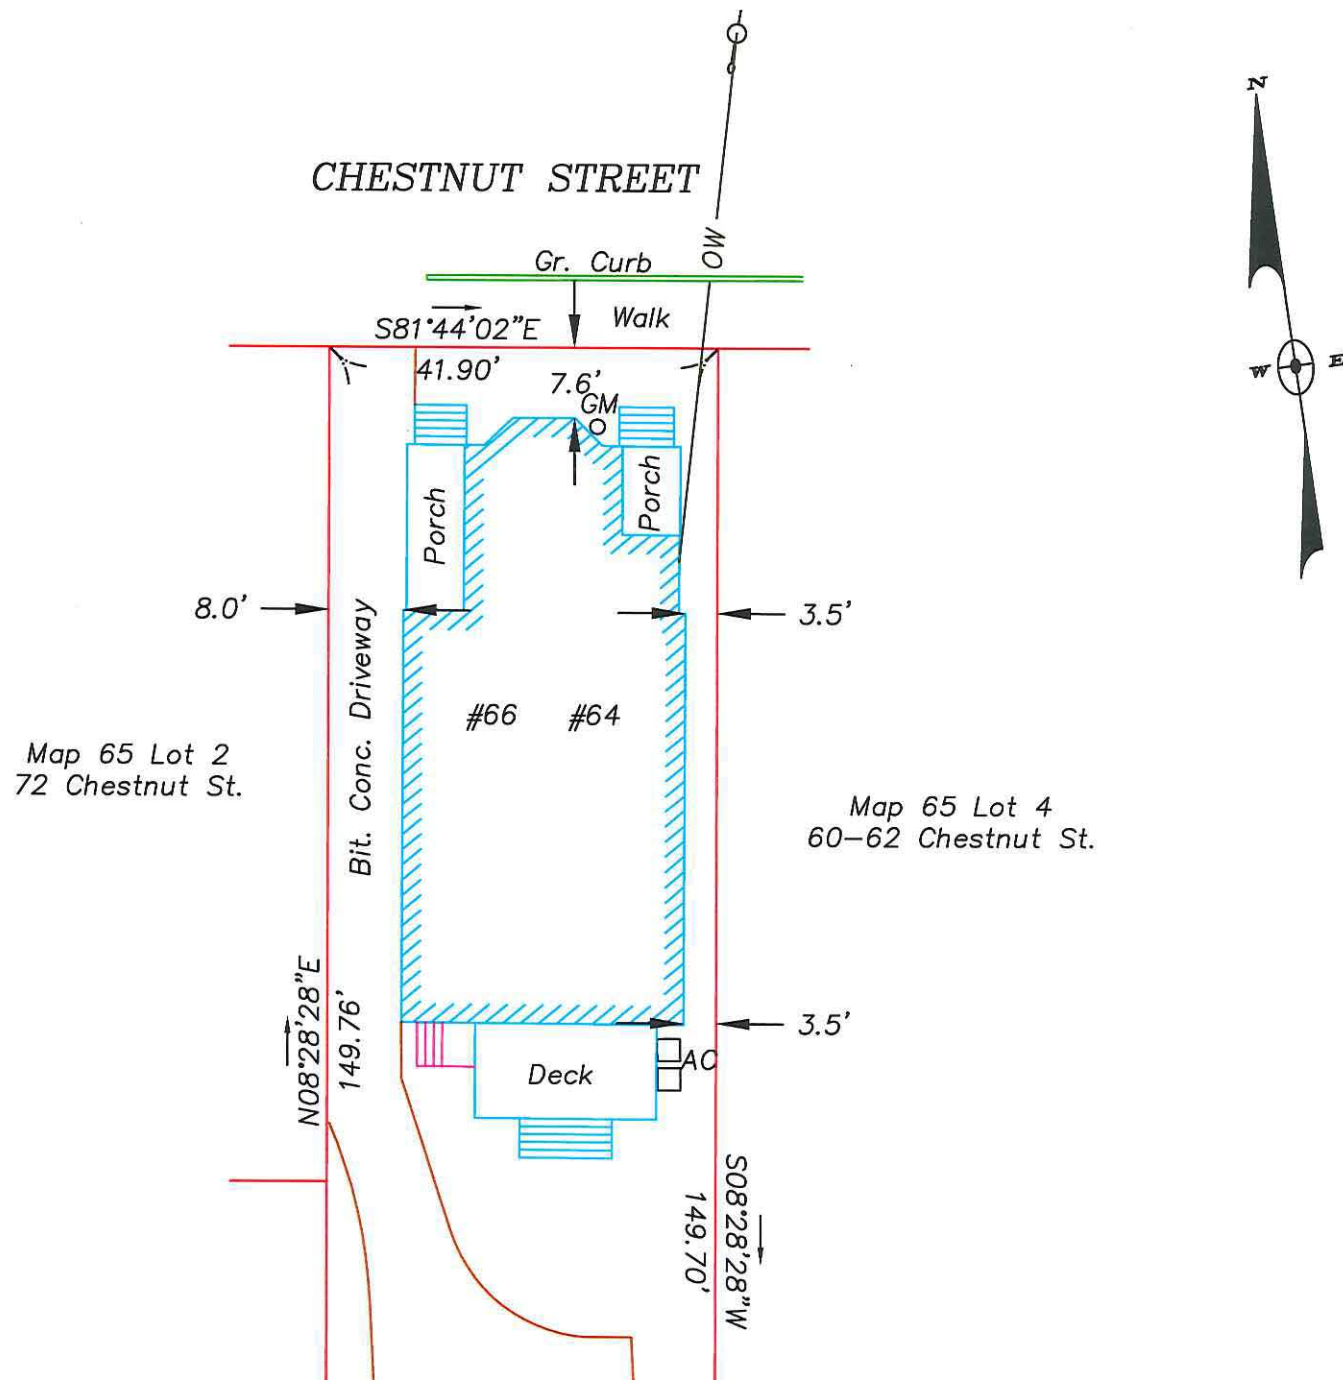 N
CHESTNUT STREET
OW
Gr. Curb
Walk
S81°44'02"E
41.90'
7.6'
GM
W E
Porch
Porch
8.0'
3.5'
Bit. Conc. Driveway
#66 #64
Map 65 Lot 2
72 Chestnut St.
Map 65 Lot 4
60-62 Chestnut St.
N08°28'28"E
149.76'
3.5'
AC
Deck
S08°28'28"W
149.70'